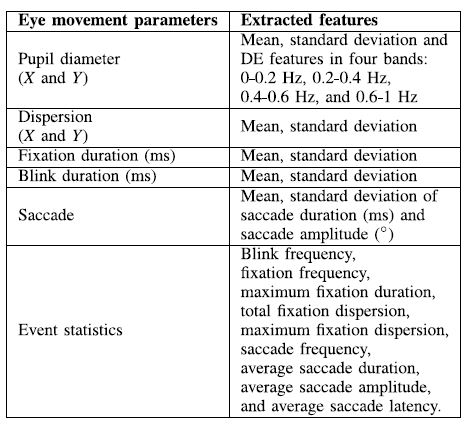 Eye movement parameters Extracted features
Pupil diameter
(X and Y)
Mean, standard deviation and
DE features in four bands:
0-0.2 Hz, 0.2-0.4 Hz,
0.4-0.6 Hz, and 0.6-1 Hz
Dispersion
(X and Y)
Mean, standard deviation
Fixation duration (ms) Mean, standard deviation
Blink duration (ms) Mean, standard deviation
Saccade
Mean, standard deviation of
saccade duration (ms) and
saccade amplitude (°)
Event statistics
Blink frequency,
fixation frequency,
maximum fixation duration,
total fixation dispersion,
maximum fixation dispersion,
saccade frequency,
average saccade duration,
average saccade amplitude,
and average saccade latency.